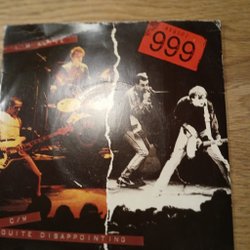 I'M ALIVE
999
C/W
QUITE DISAPPOINTING